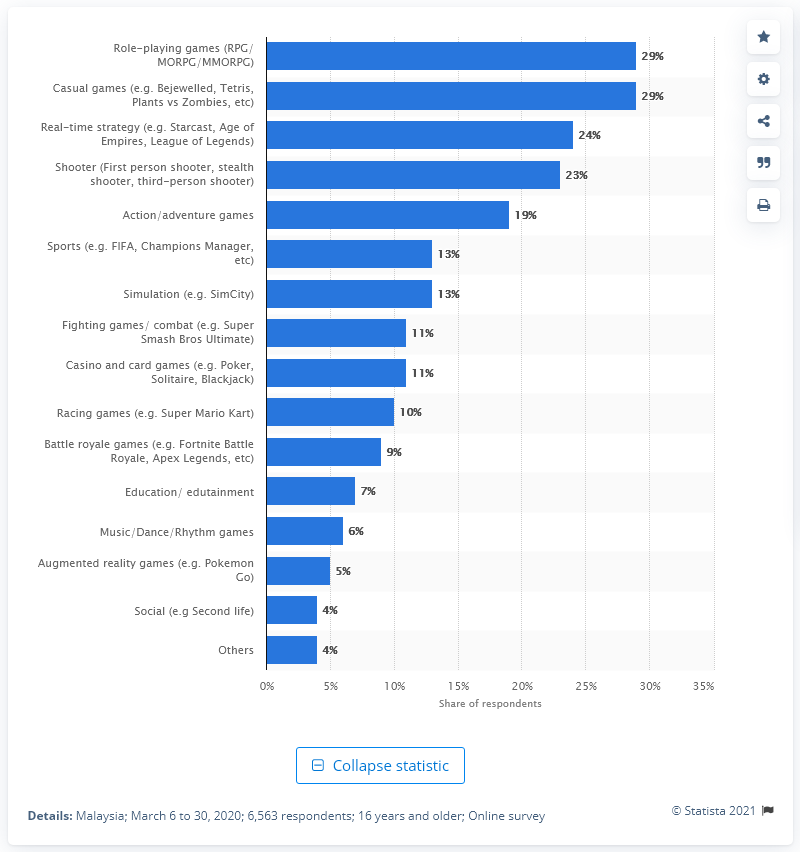 Role-playing games (RPG/
MORPG/MMORPG)
29%
Casual games (e.g. Bejewelled, Tetris,
Plants vs Zombies, etc)
29%
Real-time strategy (e.g. Starcast, Age of
Empires, League of Legends)
24%
Shooter (First person shooter, stealth
shooter, third-person shooter)
23%
Action/adventure games
19%
Sports (e.g. FIFA, Champions Manager,
etc)
13%
Simulation (e.g. SimCity)
13%
Fighting games/ combat (e.g. Super
Smash Bros Ultimate)
11%
Casino and card games (e.g. Poker,
Solitaire, Blackjack)
11%
Racing games (e.g. Super Mario Kart)
10%
Battle royale games (e.g. Fortnite Battle
Royale, Apex Legends, etc)
9%
Education/ edutainment
7%
Music/Dance/Rhythm games
6%
Augmented reality games (e.g. Pokemon
Go)
5%
Social (e.g Second life)
4%
Others
4%
0% 5% 10% 15% 20% 25% 30% 35%
Share of respondents
Collapse statistic
© Statista 2021
Details: Malaysia; March 6 to 30, 2020; 6,563 respondents; 16 years and older; Online survey